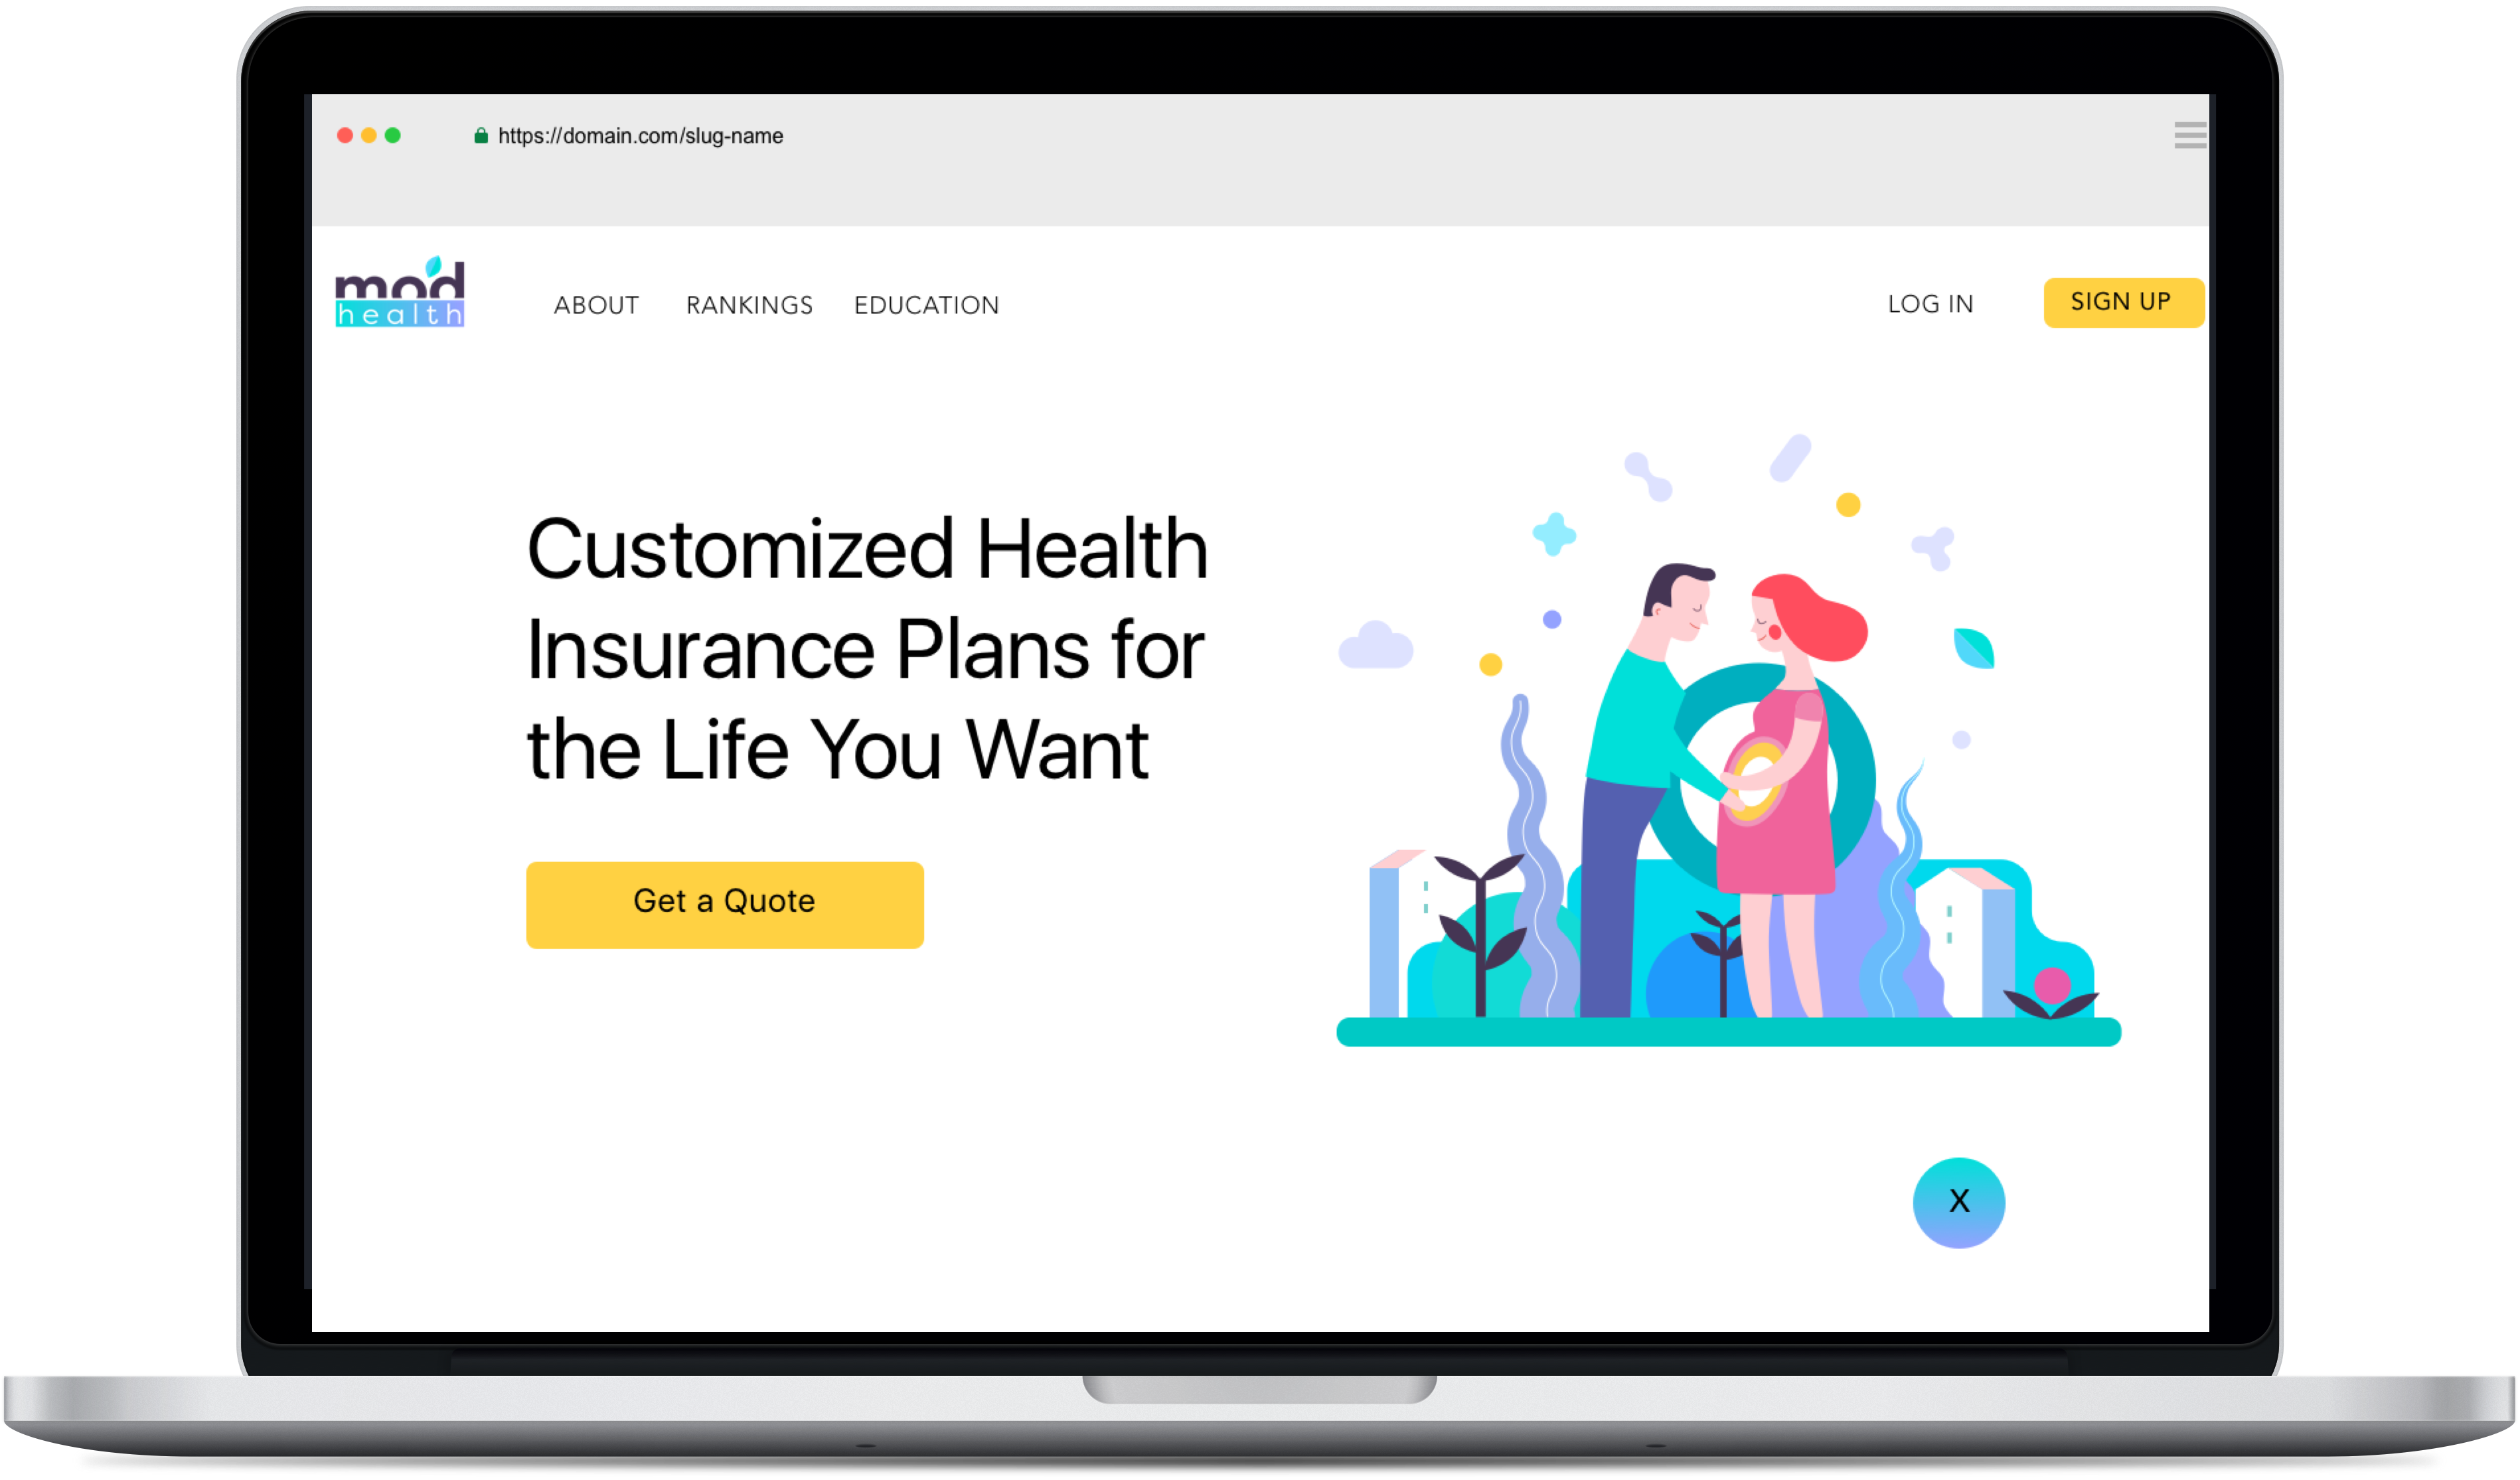 https://domain.com/slug-name
mod
health
ABOUT RANKINGS EDUCATION LOG IN SIGN UP
Customized Health
Insurance Plans for
the Life You Want
Get a Quote
X